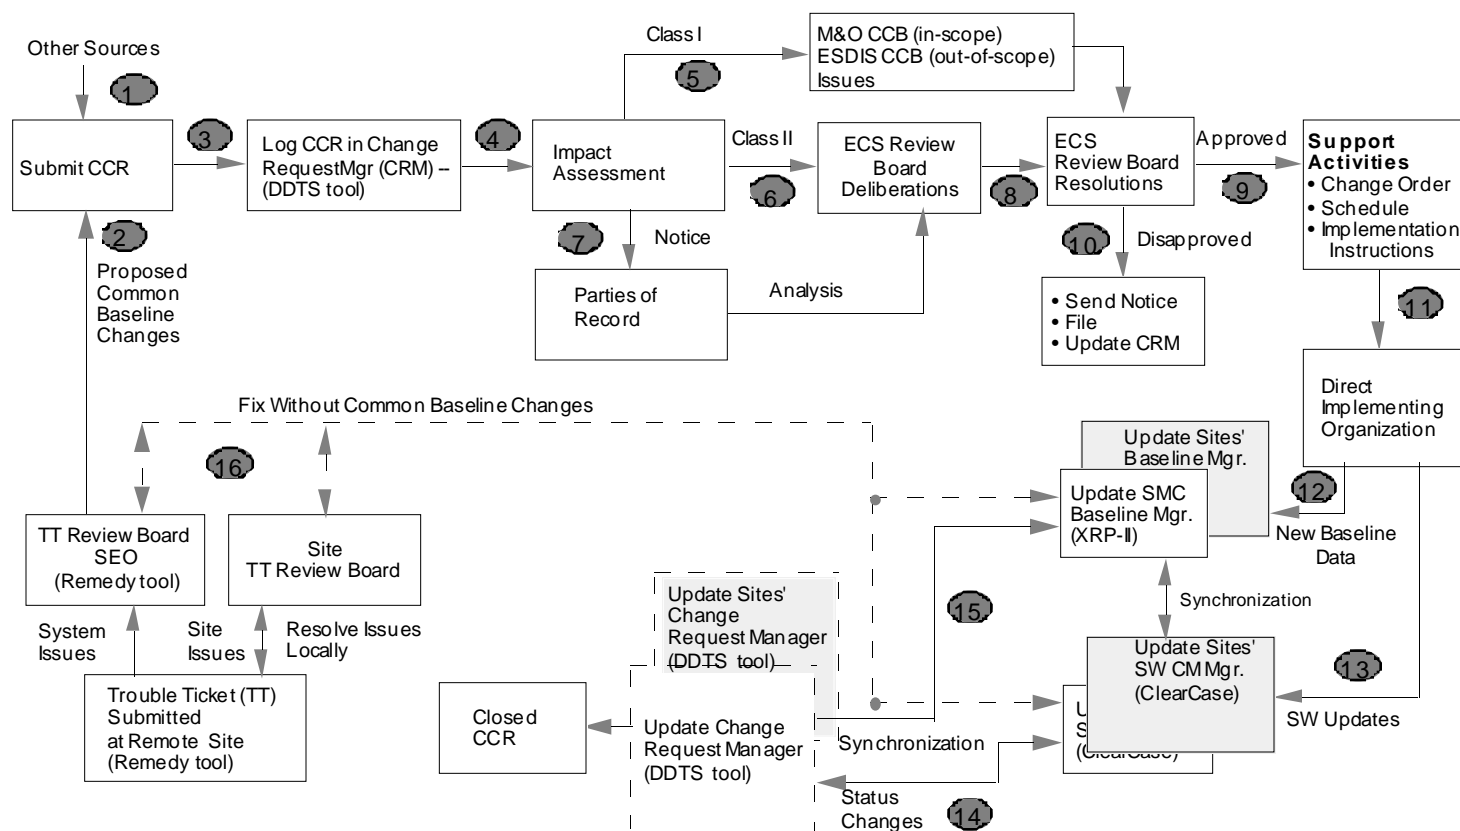 Other Sources
1
Submit CCR
2
Proposed
Common
Baseline
Changes
3
Log CCR in Change
Request Mgr (CRM) --
(DDTS tool)
4
Impact
Assessment
Class I
5
M&O CCB (in-scope)
ESDIS CCB (out-of-scope)
Issues
Class II
6
ECS Review
Board
Deliberations
7
Notice
Parties of
Record
Analysis
8
ECS
Review Board
Resolutions
Approved
9
Support
Activities
• Change Order
• Schedule
• Implementation
Instructions
10
Disapproved
• Send Notice
• File
• Update CRM
11
Direct
Implementing
Organization
Fix Without Common Baseline Changes
16
TT Review Board
SEO
(Remedy tool)
Site
TT Review Board
System
Issues
Site
Issues
Resolve Issues
Locally
Trouble Ticket (TT)
Submitted
at Remote Site
(Remedy tool)
Update Sites'
Baseline Mgr.
Update SMC
Baseline Mgr.
(XRP-II)
12
New Baseline
Data
Synchronization
15
Update Sites'
Change
Request Manager
(DDTS tool)
Update Sites'
SW CM Mgr.
(ClearCase)
13
SW Updates
U
S
(ClearCase)
Closed
CCR
Update Change
Request Manager
(DDTS tool)
Synchronization
Status
Changes
14